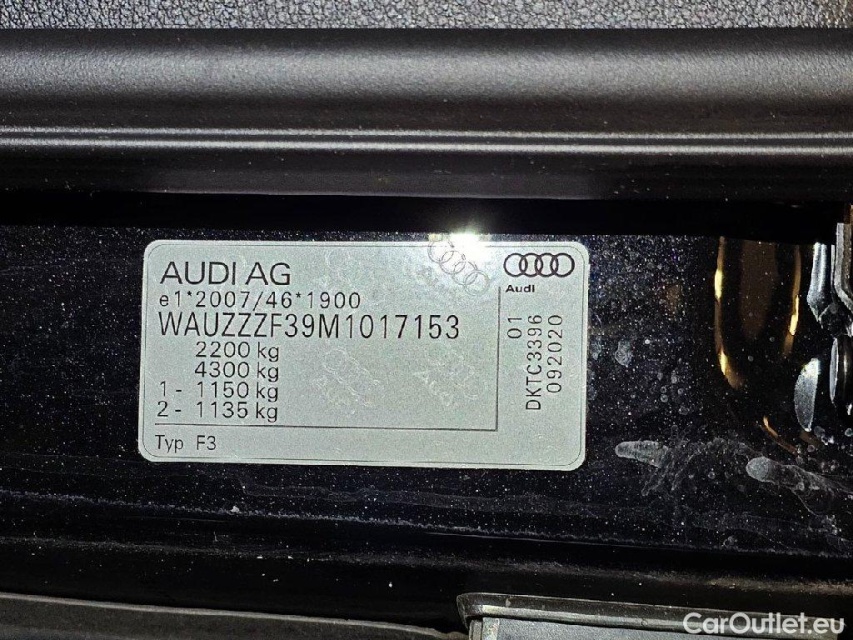 AUDI AG
e1*2007/46*1900
WAUZZZF39M1017153
2200 kg
4300 kg
1 - 1150 kg
2 - 1135 kg
Typ F3
Audi
01
DKTC3396
092020
CarOutlet.eu